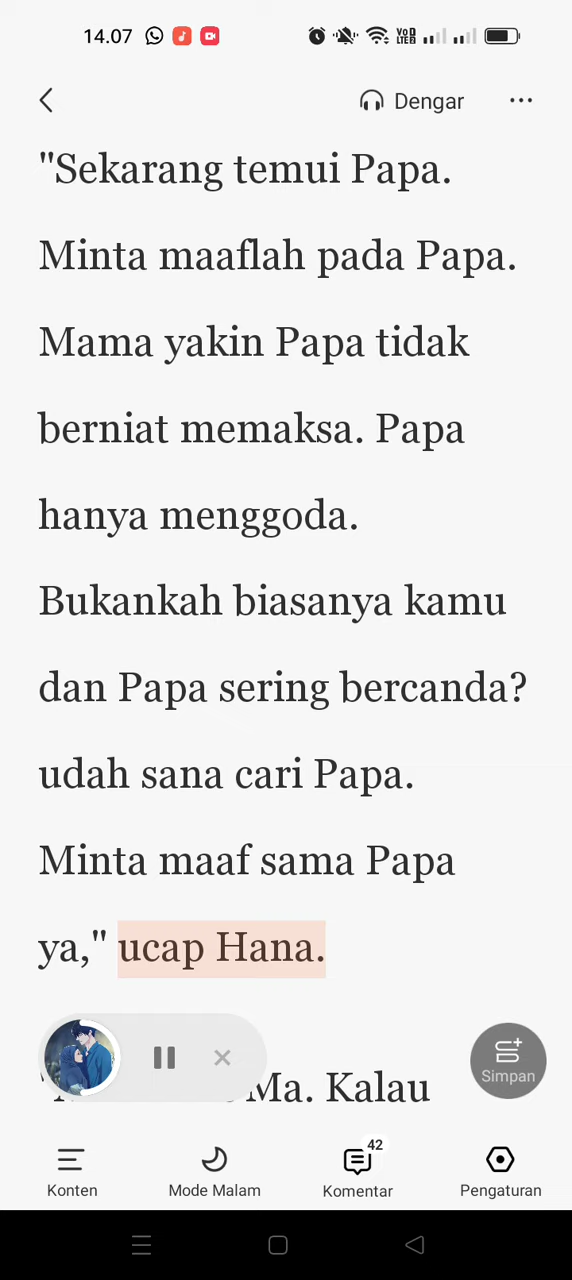 14.07
VoD LTE2
Dengar
"Sekarang temui Papa.
Minta maaflah pada Papa.
Mama yakin Papa tidak
berniat memaksa. Papa
hanya menggoda.
Bukankah biasanya kamu
dan Papa sering bercanda?
udah sana cari Papa.
Minta maaf sama Papa
ya," ucap Hana.
Ma. Kalau
Simpan
Konten
Mode Malam
42
Komentar
Pengaturan